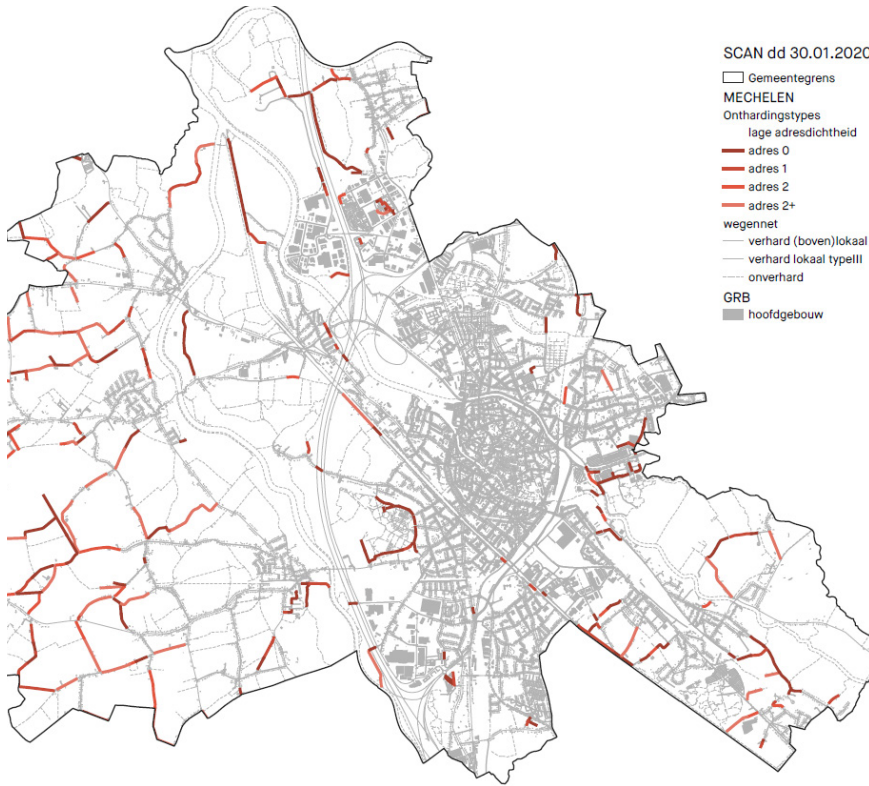 SCAN dd 30.01.2020
Gemeentegrens
MECHELEN
Onthardingstypes
lage adresdichtheid
adres 0
adres 1
adres 2
adres 2+
wegennet
verhard (boven)lokaal
verhard lokaal typeIII
onverhard
GRB
hoofdgebouw